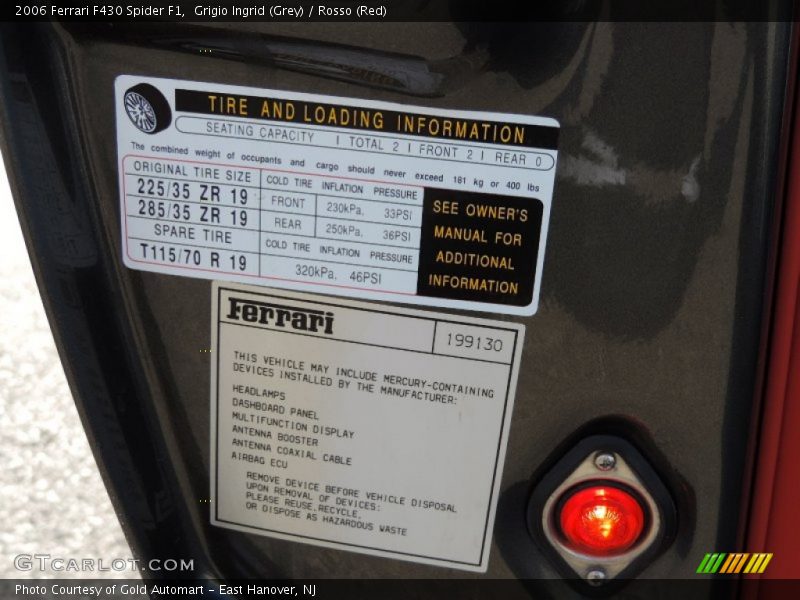 2006 Ferrari F430 Spider F1, Grigio Ingrid (Grey) / Rosso (Red)
TIRE AND LOADING INFORMATION
SEATING CAPACITY | TOTAL 2 | FRONT 2 | REAR 0
The combined weight of occupants and cargo should never exceed 181 kg or 400 lbs
ORIGINAL TIRE SIZE
225/35 ZR 19
285/35 ZR 19
SPARE TIRE
T115/70 R 19
COLD TIRE INFLATION PRESSURE
FRONT 230kPa, 33PSI
REAR 250kPa, 36PSI
COLD TIRE INFLATION PRESSURE
320kPa, 46PSI
SEE OWNER'S
MANUAL FOR
ADDITIONAL
INFORMATION
Ferrari
199130
THIS VEHICLE MAY INCLUDE MERCURY-CONTAINING
DEVICES INSTALLED BY THE MANUFACTURER:
HEADLAMPS
DASHBOARD PANEL
MULTIFUNCTION DISPLAY
ANTENNA BOOSTER
ANTENNA COAXIAL CABLE
AIRBAG ECU
REMOVE DEVICE BEFORE VEHICLE DISPOSAL
UPON REMOVAL OF DEVICES:
PLEASE REUSE,RECYCLE,
OR DISPOSE AS HAZARDOUS WASTE
GTCARLOT.COM
Photo Courtesy of Gold Automart - East Hanover, NJ